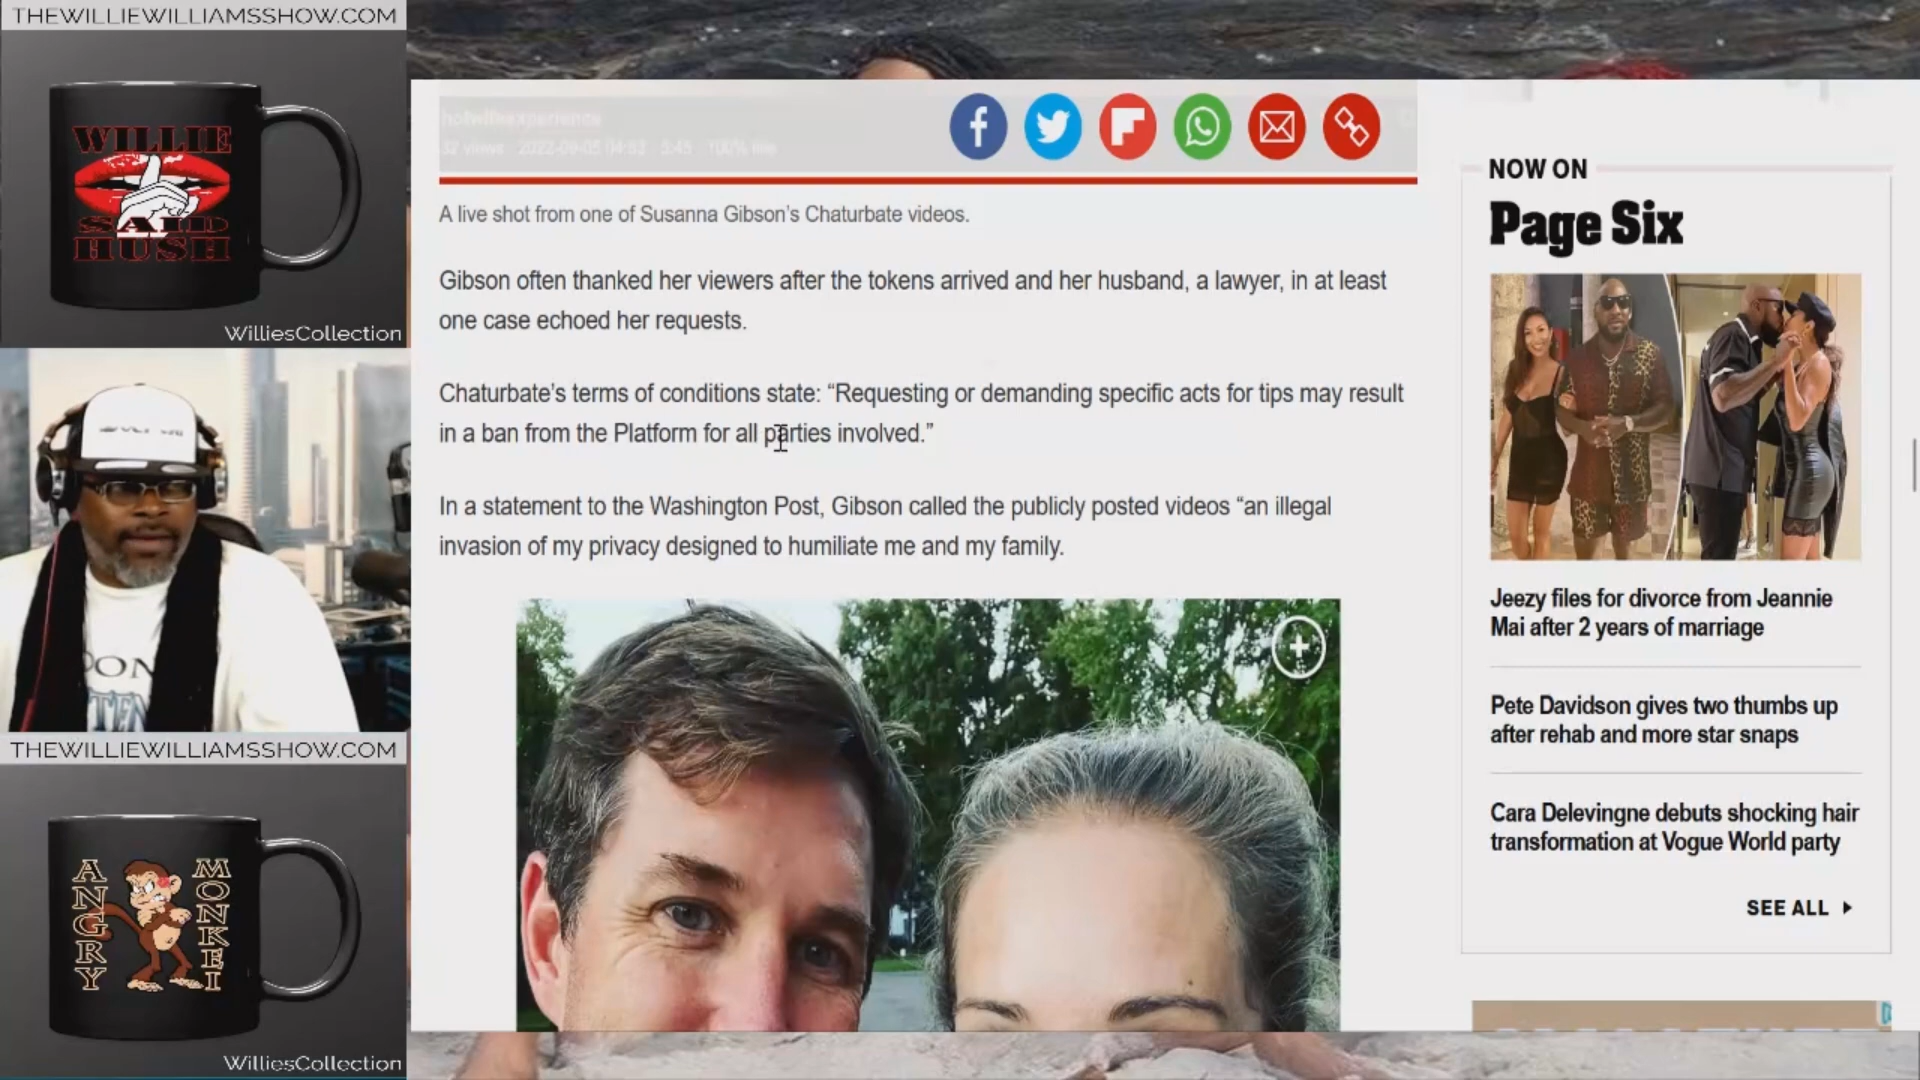 THEWILLIEWILLIAMSSHOW.COM
WILLIE
SAID
HUSH
WilliesCollection
THEWILLIEWILLIAMSSHOW.COM
ANGRY
MONKEI
WilliesCollection
32 views
A live shot from one of Susanna Gibson's Chaturbate videos.
Gibson often thanked her viewers after the tokens arrived and her husband, a lawyer, in at least
one case echoed her requests.
Chaturbate's terms of conditions state: “Requesting or demanding specific acts for tips may result
in a ban from the Platform for all parties involved.”
In a statement to the Washington Post, Gibson called the publicly posted videos “an illegal
invasion of my privacy designed to humiliate me and my family.
NOW ON
Page Six
Jeezy files for divorce from Jeannie
Mai after 2 years of marriage
Pete Davidson gives two thumbs up
after rehab and more star snaps
Cara Delevingne debuts shocking hair
transformation at Vogue World party
SEE ALL